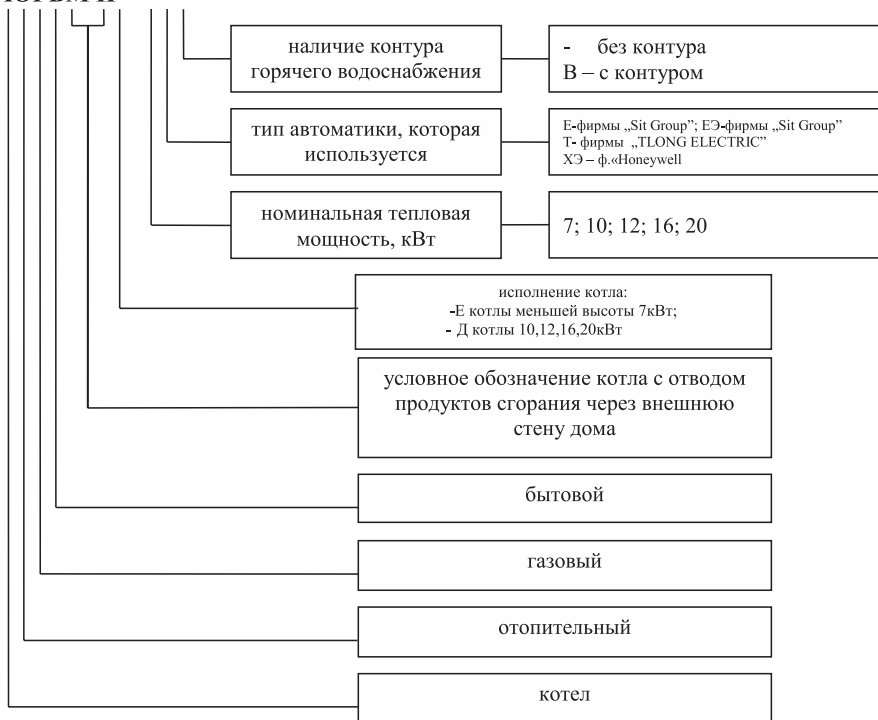 наличие контура
горячего водоснабжения
- без контура
В – с контуром
тип автоматики, которая
используется
Е-фирмы „Sit Group”; ЕЭ-фирмы „Sit Group”
Т- фирмы „TLONG ELECTRIC”
ХЭ – ф.«Honeywell
номинальная тепловая
мощность, кВт
7; 10; 12; 16; 20
исполнение котла:
-Е котлы меньшей высоты 7кВт;
- Д котлы 10,12,16,20кВт
условное обозначение котла с отводом
продуктов сгорания через внешнюю
стену дома
бытовой
газовый
отопительный
котел